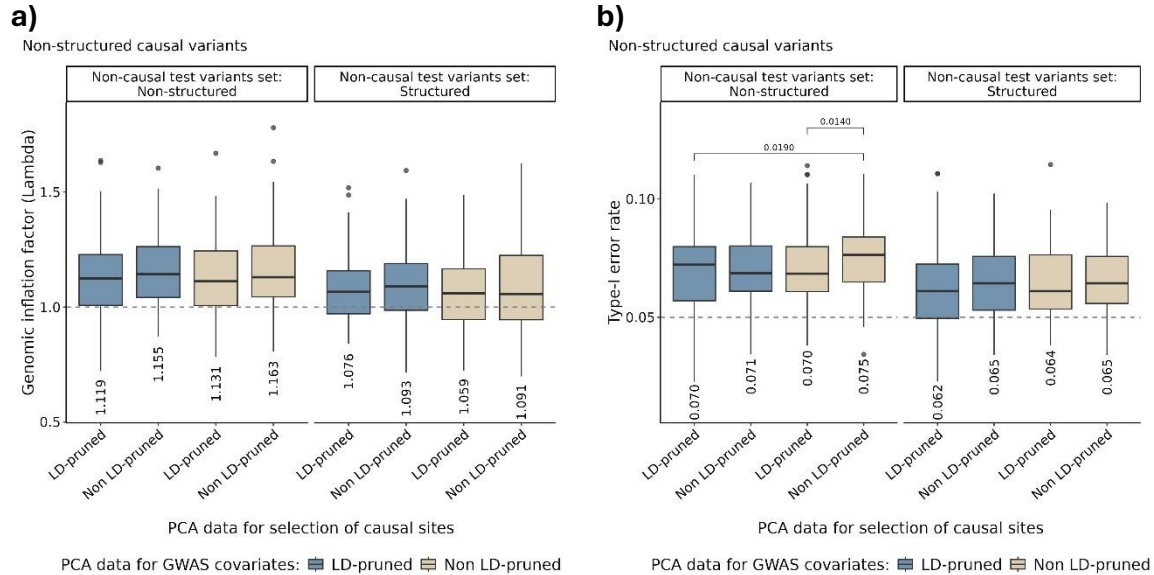 a)
Non-structured causal variants
Non-causal test variants set:
Non-structured
Non-causal test variants set:
Structured
Genomic inflation factor (Lambda)
1.5
1.0
0.5
1.119
1.155
1.131
1.163
1.076
1.093
1.059
1.091
LD-pruned
Non LD-pruned
LD-pruned
Non LD-pruned
LD-pruned
Non LD-pruned
LD-pruned
Non LD-pruned
PCA data for selection of causal sites
PCA data for GWAS covariates: LD-pruned Non LD-pruned
b)
Non-structured causal variants
Non-causal test variants set:
Non-structured
Non-causal test variants set:
Structured
Type-I error rate
0.10
0.05
0.0140
0.0190
0.070
0.071
0.070
0.075
0.062
0.065
0.064
0.065
LD-pruned
Non LD-pruned
LD-pruned
Non LD-pruned
LD-pruned
Non LD-pruned
LD-pruned
Non LD-pruned
PCA data for selection of causal sites
PCA data for GWAS covariates: LD-pruned Non LD-pruned